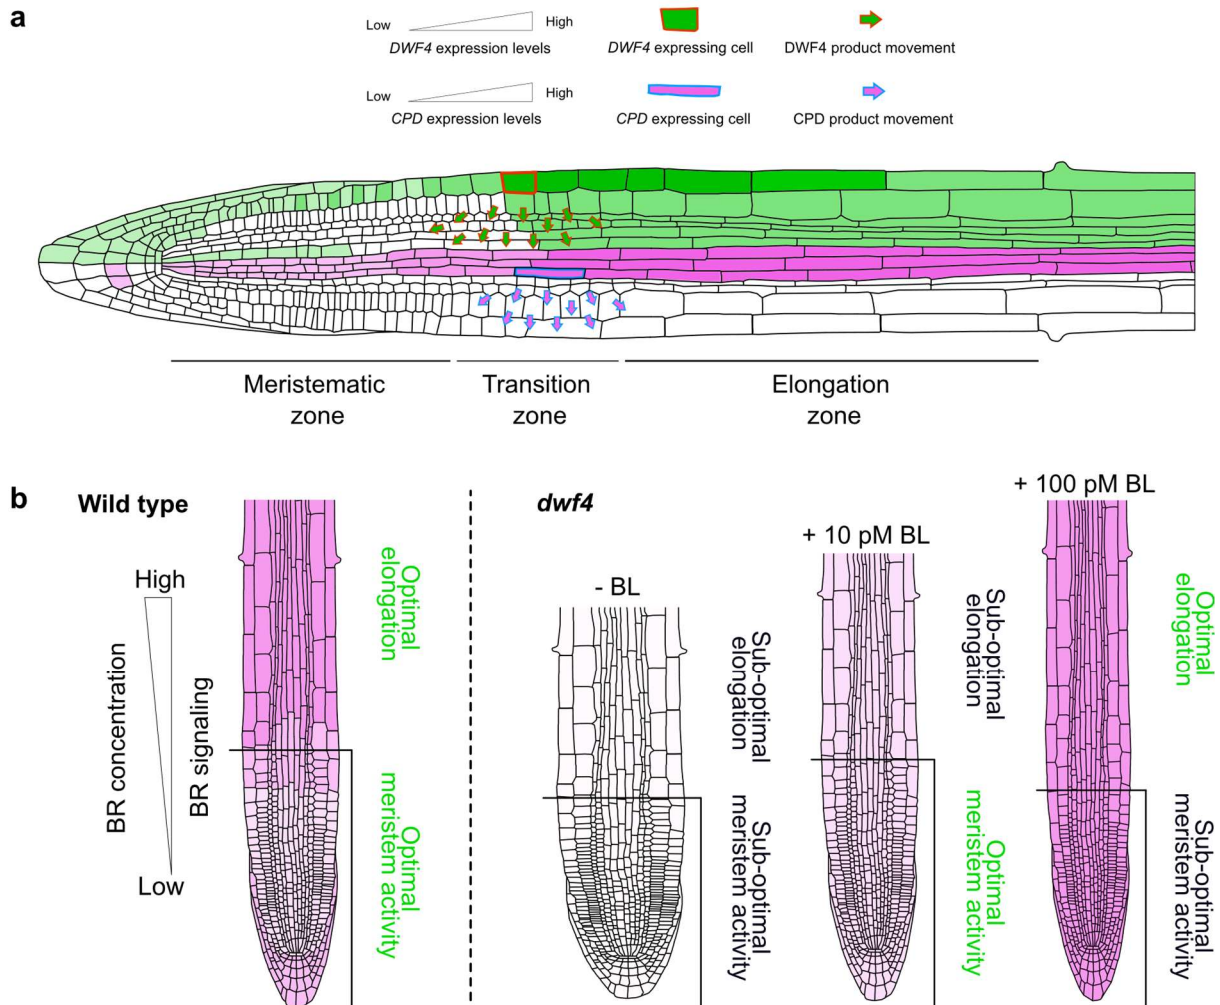 a
Low
High
DWF4 expression levels
DWF4 expressing cell
DWF4 product movement
Low
High
CPD expression levels
CPD expressing cell
CPD product movement
Meristematic
zone
Transition
zone
Elongation
zone
b
Wild type
High
Low
BR concentration
BR signaling
Optimal
elongation
Optimal
meristem activity
dwf4
- BL
Sub-optimal
elongation
Sub-optimal
meristem activity
+ 10 pM BL
Sub-optimal
elongation
Optimal
meristem activity
+ 100 pM BL
Optimal
elongation
Sub-optimal
meristem activity